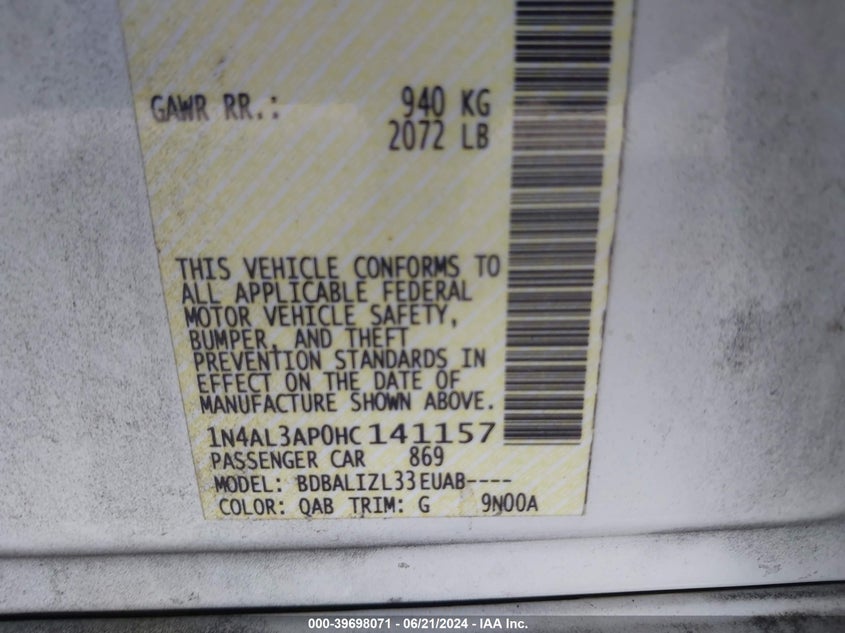 GAWR RR.: 940 KG
2072 LB
THIS VEHICLE CONFORMS TO
ALL APPLICABLE FEDERAL
MOTOR VEHICLE SAFETY,
BUMPER, AND THEFT
PREVENTION STANDARDS IN
EFFECT ON THE DATE OF
MANUFACTURE SHOWN ABOVE.
1N4AL3AP0HC141157
PASSENGER CAR 869
MODEL: BDBALIZL33EUAB----
COLOR: QAB TRIM: G 9N00A
000-39698071 / 06/21/2024 - IAA Inc.